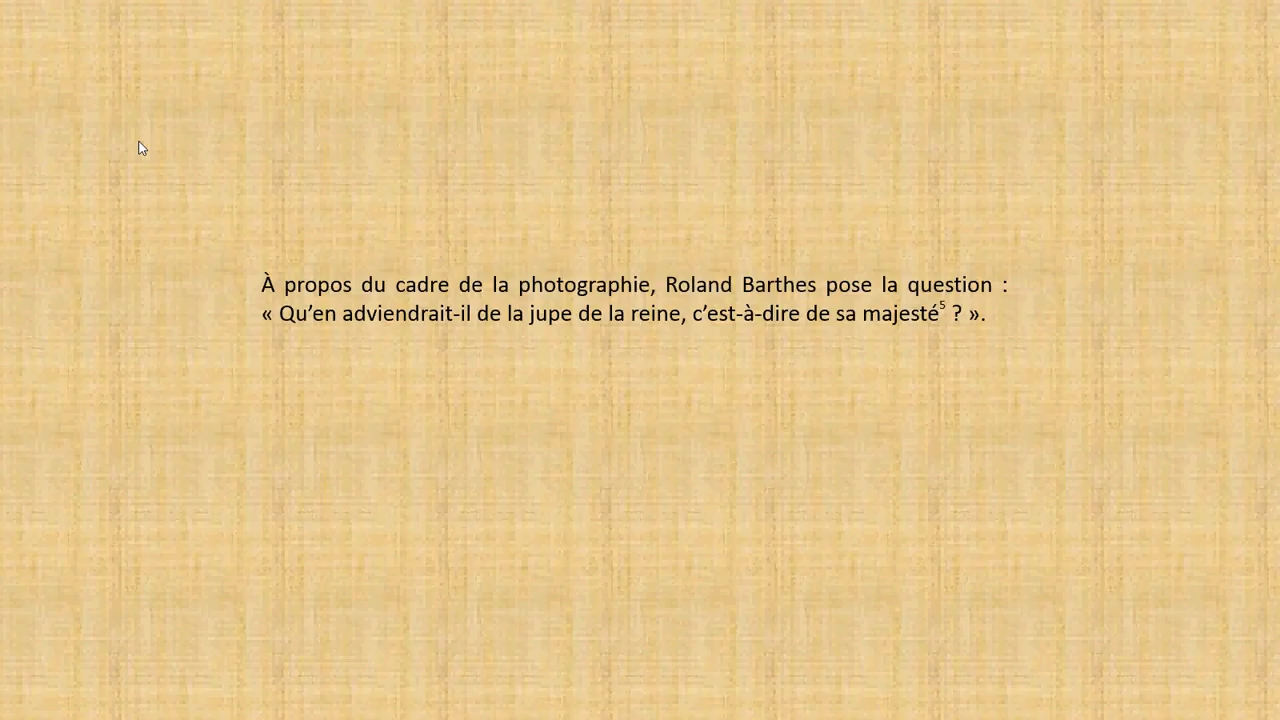 À propos du cadre de la photographie, Roland Barthes pose la question :
« Qu’en adviendrait-il de la jupe de la reine, c’est-à-dire de sa majesté⁵ ? ».